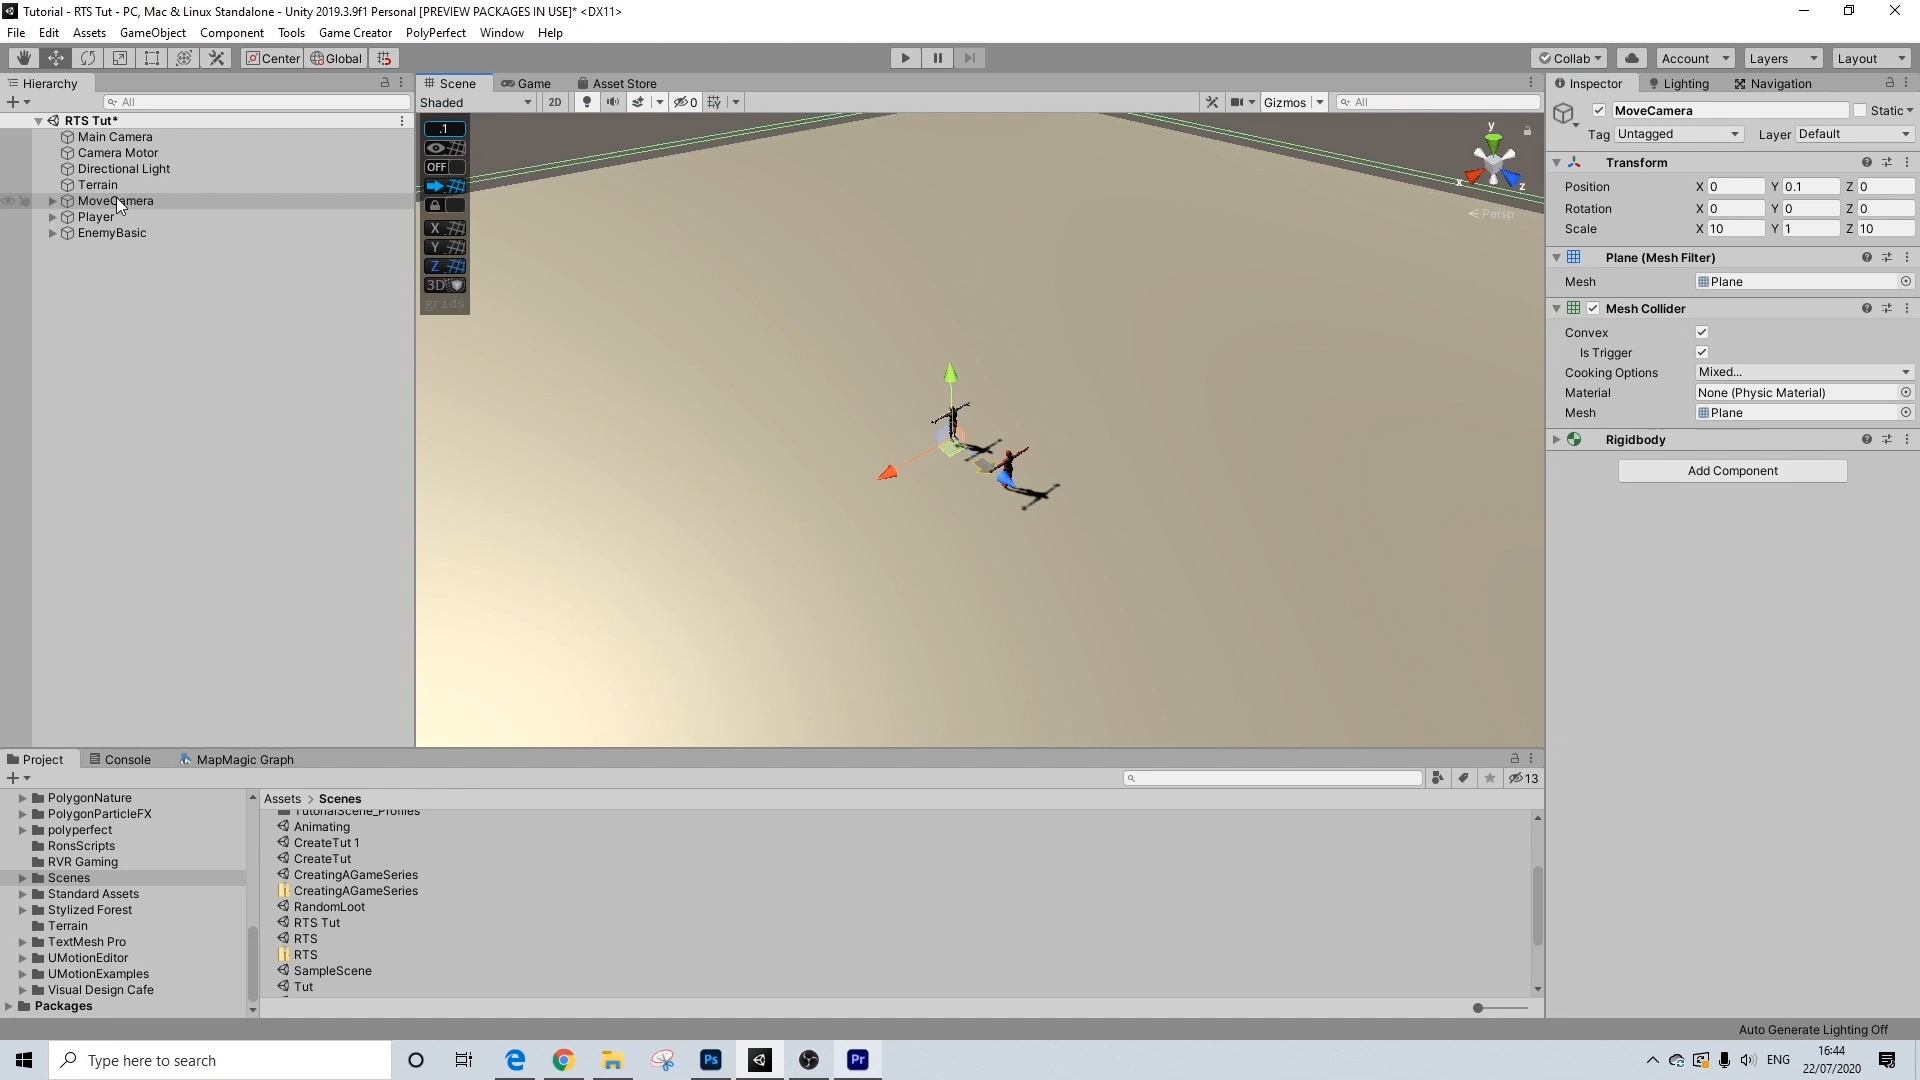 Tutorial - RTS Tut - PC, Mac & Linux Standalone - Unity 2019.3.9f1 Personal [PREVIEW PACKAGES IN USE]* <DX11>
File Edit Assets GameObject Component Tools Game Creator PolyPerfect Window Help
Center Global Collab Account Layers Layout
Hierarchy
All
RTS Tut*
Main Camera
Camera Motor
Directional Light
Terrain
MoveCamera
Player
EnemyBasic
Scene Game Asset Store
Shaded 2D 0 Gizmos All
.1
OFF
X
Y
Z
3D
grids
y
x
z
Persp
Inspector Lighting Navigation
MoveCamera Static
Tag Untagged Layer Default
Transform
Position X 0 Y 0.1 Z 0
Rotation X 0 Y 0 Z 0
Scale X 10 Y 1 Z 10
Plane (Mesh Filter)
Mesh Plane
Mesh Collider
Convex
Is Trigger
Cooking Options Mixed...
Material None (Physic Material)
Mesh Plane
Rigidbody
Add Component
Project Console MapMagic Graph
13
PolygonNature
PolygonParticleFX
polyperfect
RonsScripts
RVR Gaming
Scenes
Standard Assets
Stylized Forest
Terrain
TextMesh Pro
UMotionEditor
UMotionExamples
Visual Design Cafe
Packages
Assets > Scenes
TutorialScene_Profiles
Animating
CreateTut 1
CreateTut
CreatingAGameSeries
CreatingAGameSeries
RandomLoot
RTS Tut
RTS
RTS
SampleScene
Tut
Auto Generate Lighting Off
Type here to search
Ps
Pr
ENG
16:44
22/07/2020